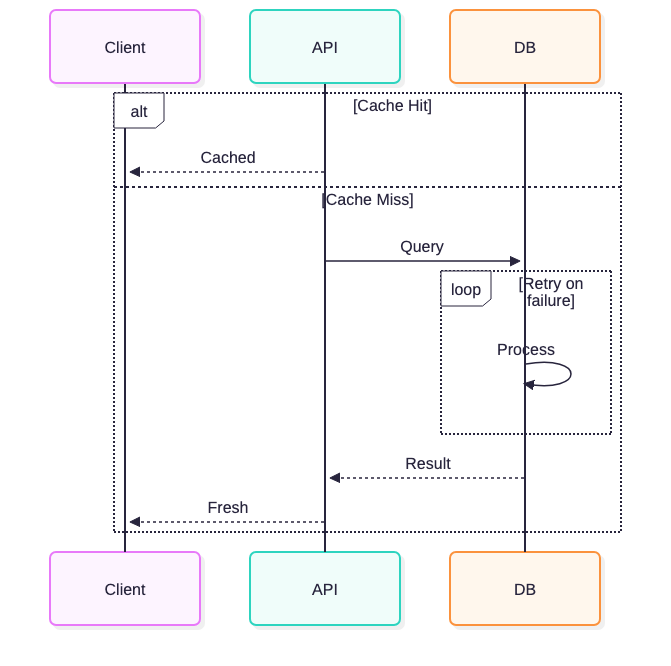 Client
API
DB
alt
[Cache Hit]
Cached
[Cache Miss]
Query
loop
[Retry on
failure]
Process
Result
Fresh
Client
API
DB